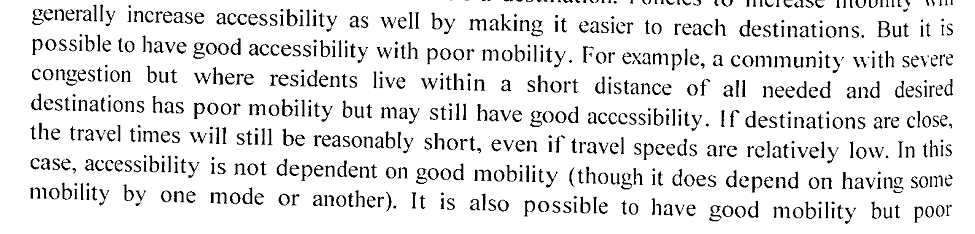 destination. Policies to increase mobility will
generally increase accessibility as well by making it easier to reach destinations. But it is
possible to have good accessibility with poor mobility. For example, a community with severe
congestion but where residents live within a short distance of all needed and desired
destinations has poor mobility but may still have good accessibility. If destinations are close,
the travel times will still be reasonably short, even if travel speeds are relatively low. In this
case, accessibility is not dependent on good mobility (though it does depend on having some
mobility by one mode or another). It is also possible to have good mobility but poor